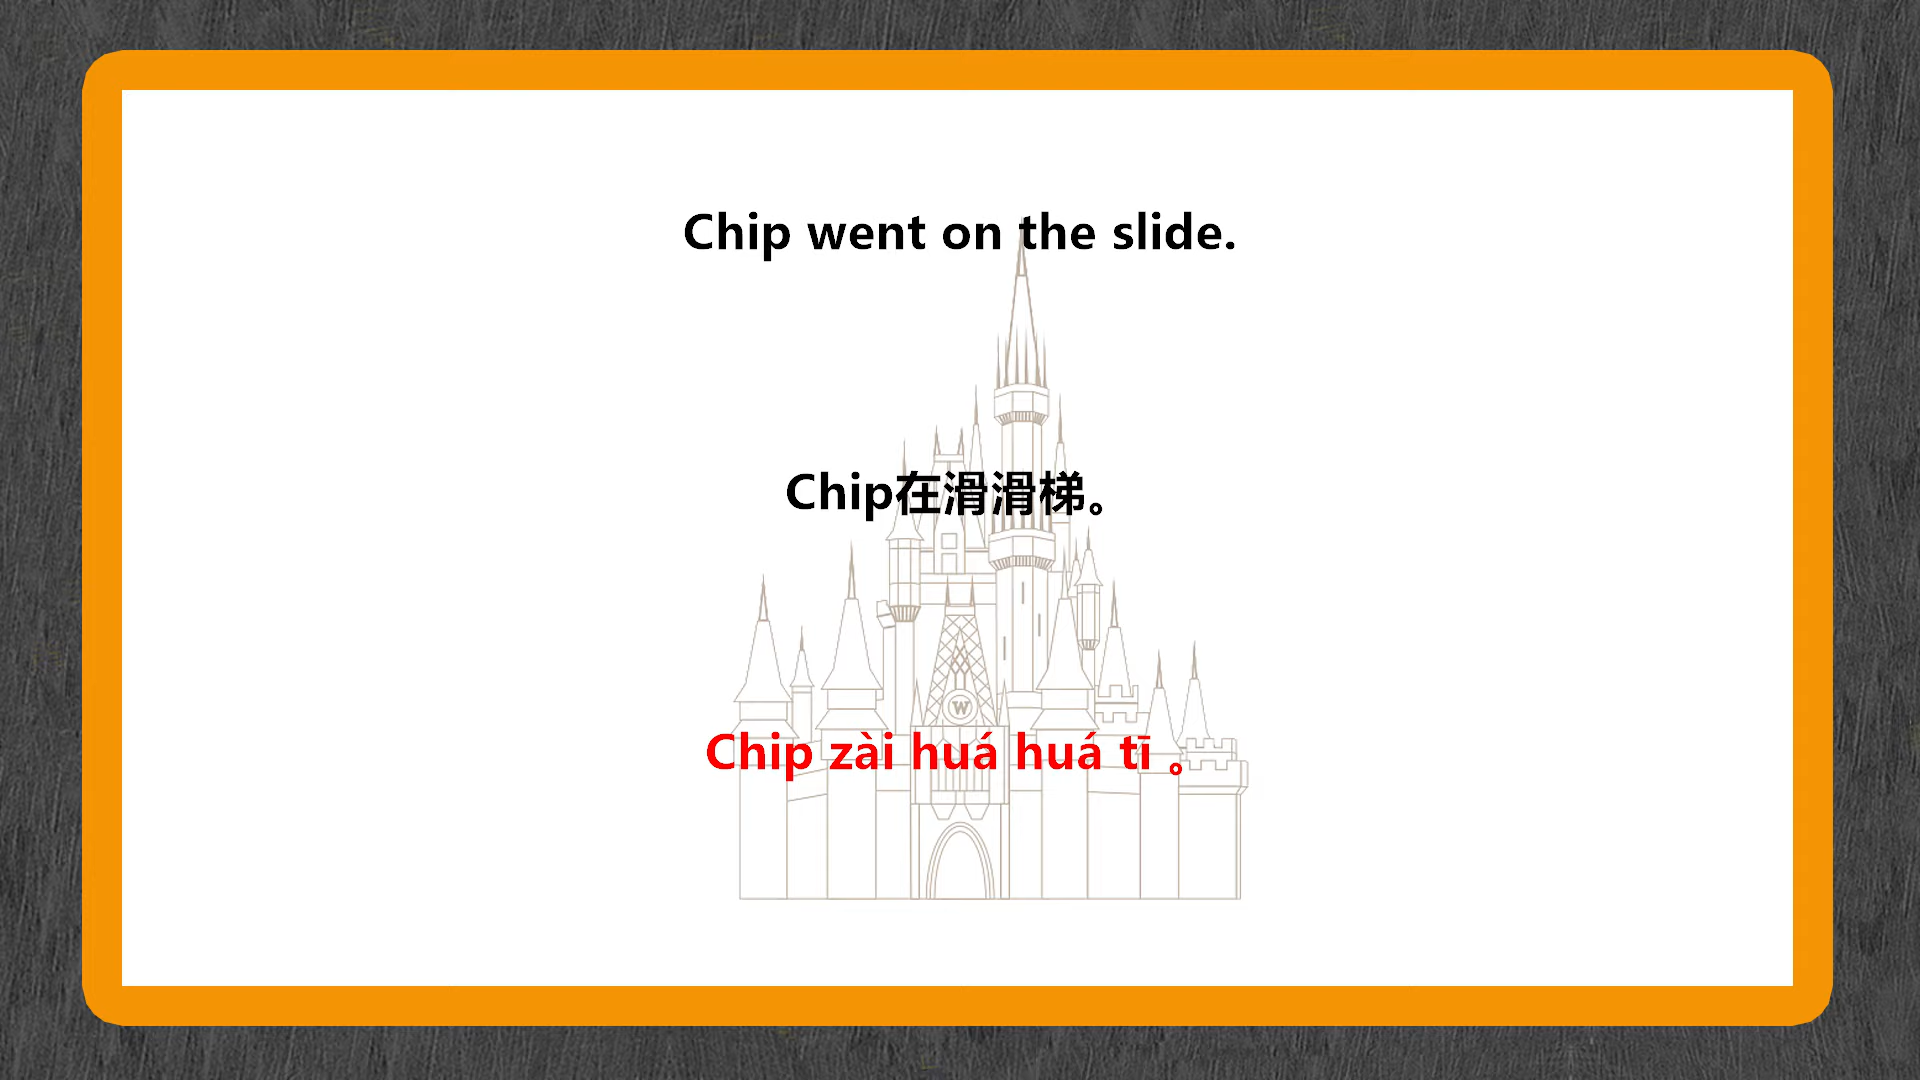 Chip went on the slide.
Chip在滑滑梯。
W
Chip zài huá huá tī 。